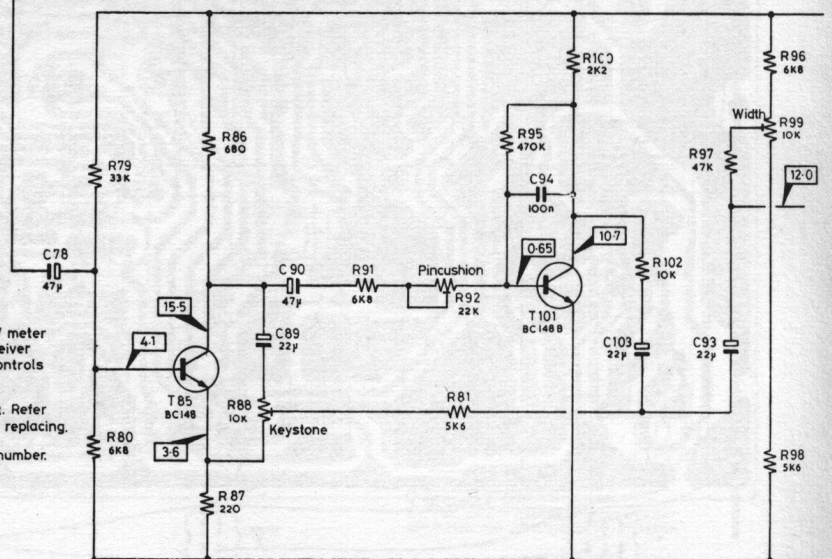 R100
2K2
R96
6K8
Width
R99
10K
R86
680
R95
470K
R79
33K
R97
47K
C94
100n
12·0
C78
47μ
C90
47μ
R91
6K8
Pincushion
R92
22K
0·65
10·7
R102
10K
15·5
4·1
C89
22μ
T101
BC148B
C103
22μ
C93
22μ
meter
eiver
ontrols
T85
BC148
R88
10K
Keystone
R81
5K6
. Refer
replacing.
number.
R80
6K8
3·6
R87
220
R98
5K6